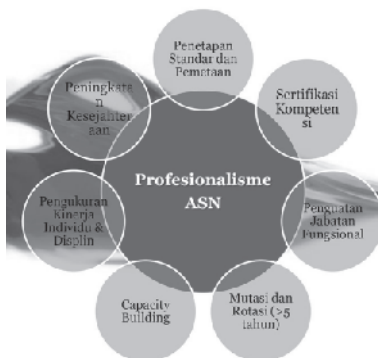 Penetapan
Standar dan
Pemetaan
Sertifikasi
Kompeten
si
Penguatan
Jabatan
Fungsional
Mutasi dan
Rotasi (>5
tahun)
Capacity
Building
Pengukuran
Kinerja
Individu &
Displin
Peningkata
n
Kesejahter
aan
Profesionalisme
ASN